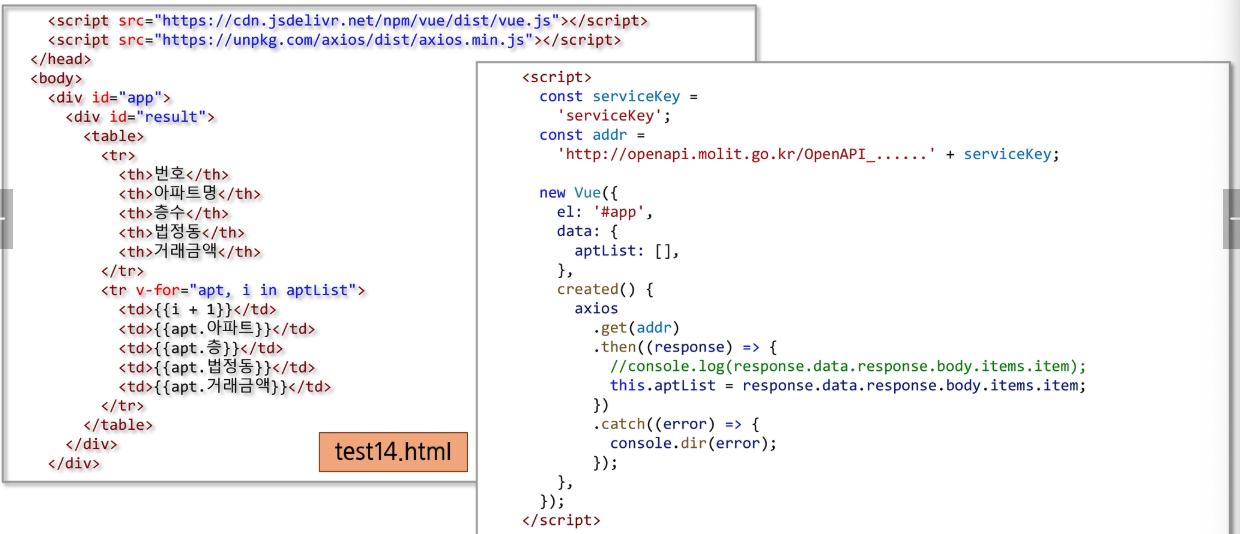 <script src="https://cdn.jsdelivr.net/npm/vue/dist/vue.js"></script>
<script src="https://unpkg.com/axios/dist/axios.min.js"></script>
</head>
<body>
<div id="app">
<div id="result">
<table>
<tr>
<th>번호</th>
<th>아파트명</th>
<th>층수</th>
<th>법정동</th>
<th>거래금액</th>
</tr>
<tr v-for="apt, i in aptList">
<td>{{i + 1}}</td>
<td>{{apt.아파트}}</td>
<td>{{apt.층}}</td>
<td>{{apt.법정동}}</td>
<td>{{apt.거래금액}}</td>
</tr>
</table>
</div>
</div>
test14.html
<script>
const serviceKey =
'serviceKey';
const addr =
'http://openapi.molit.go.kr/OpenAPI_......' + serviceKey;
new Vue({
el: '#app',
data: {
aptList: [],
},
created() {
axios
.get(addr)
.then((response) => {
//console.log(response.data.response.body.items.item);
this.aptList = response.data.response.body.items.item;
})
.catch((error) => {
console.dir(error);
});
},
});
</script>